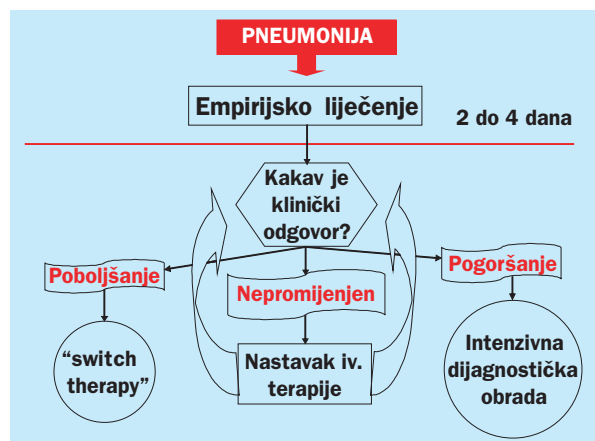 PNEUMONIJA
Empirijsko liječenje
2 do 4 dana
Kakav je
klinički
odgovor?
Poboljšanje
Nepromijenjen
Pogoršanje
“switch
therapy”
Nastavak iv.
terapije
Intenzivna
dijagnostička
obrada